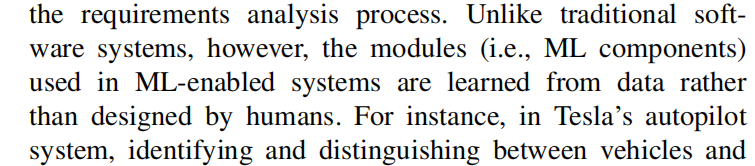 the requirements analysis process. Unlike traditional soft-
ware systems, however, the modules (i.e., ML components)
used in ML-enabled systems are learned from data rather
than designed by humans. For instance, in Tesla's autopilot
system, identifying and distinguishing between vehicles and